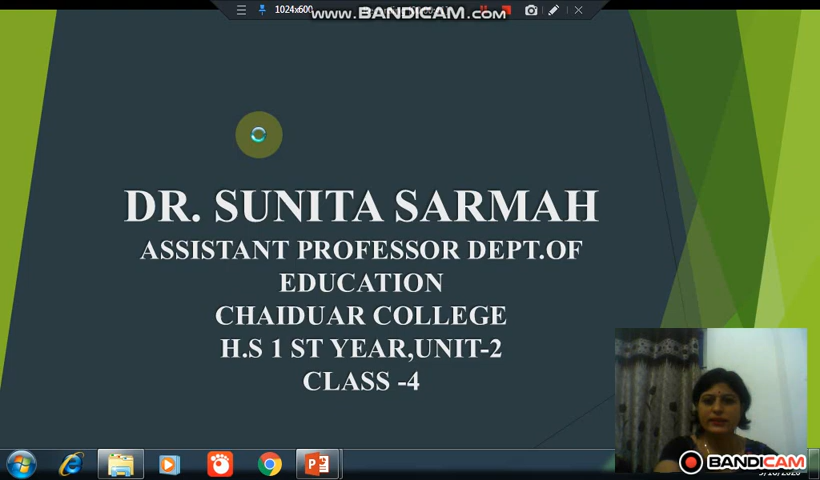 1024x600
WWW.BANDICAM.COM
DR. SUNITA SARMAH
ASSISTANT PROFESSOR DEPT.OF
EDUCATION
CHAIDUAR COLLEGE
H.S 1 ST YEAR,UNIT-2
CLASS -4
BANDICAM